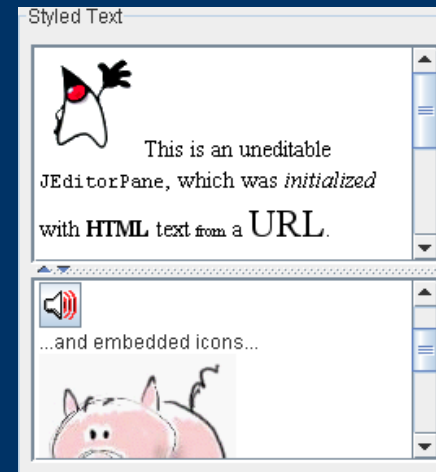 Styled Text
This is an uneditable
JEditorPane, which was initialized
with HTML text from a URL.
...and embedded icons...